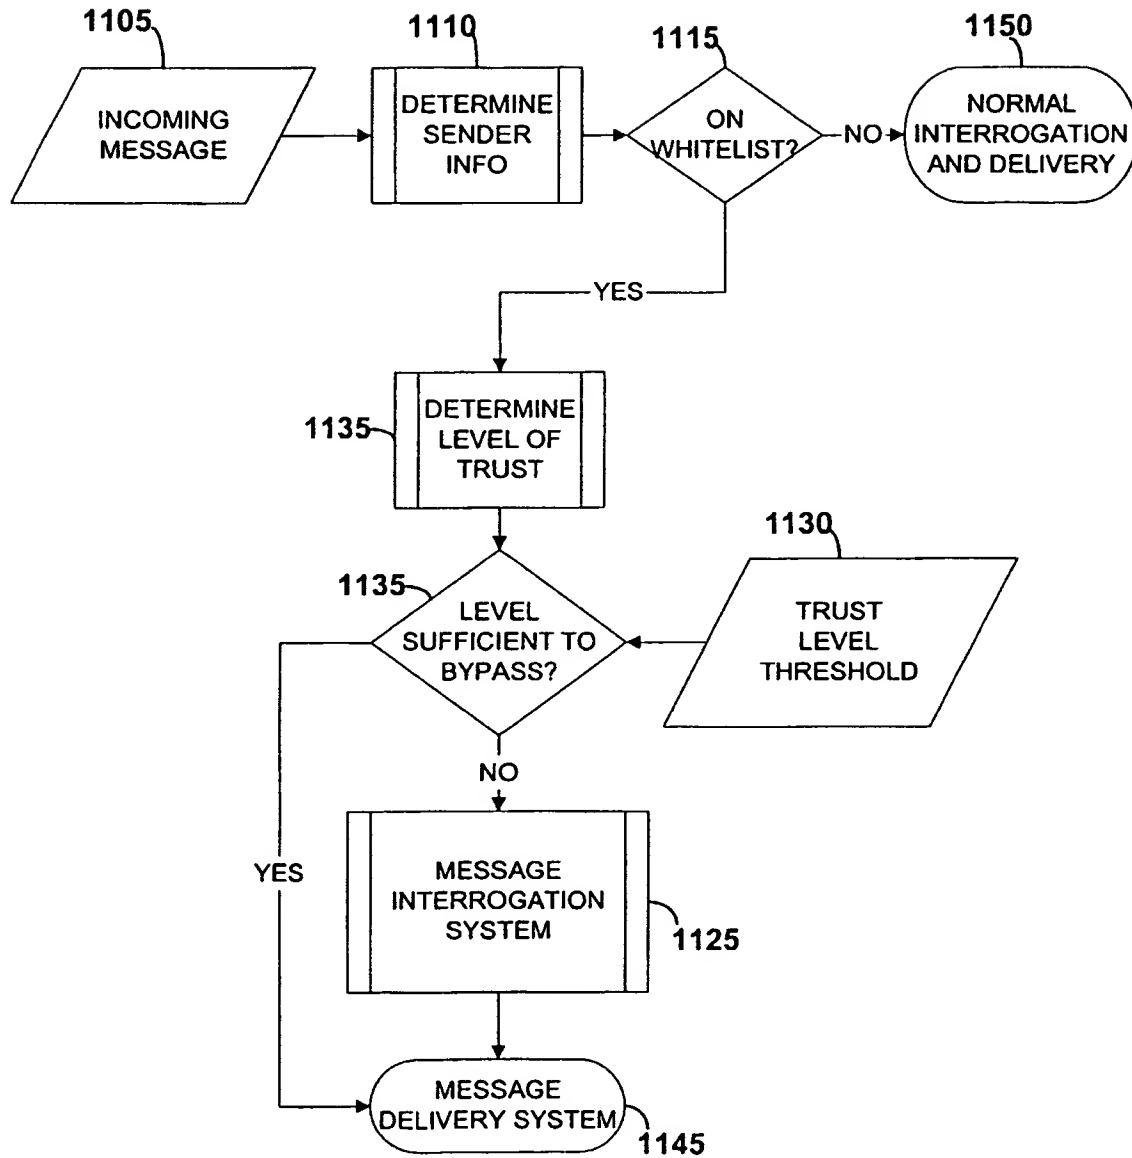 1105
1110
1115
1150
INCOMING
MESSAGE
DETERMINE
SENDER
INFO
ON
WHITELIST?
NO
NORMAL
INTERROGATION
AND DELIVERY
YES
1135
DETERMINE
LEVEL OF
TRUST
1130
1135
LEVEL
SUFFICIENT TO
BYPASS?
TRUST
LEVEL
THRESHOLD
NO
YES
MESSAGE
INTERROGATION
SYSTEM
1125
MESSAGE
DELIVERY SYSTEM
1145